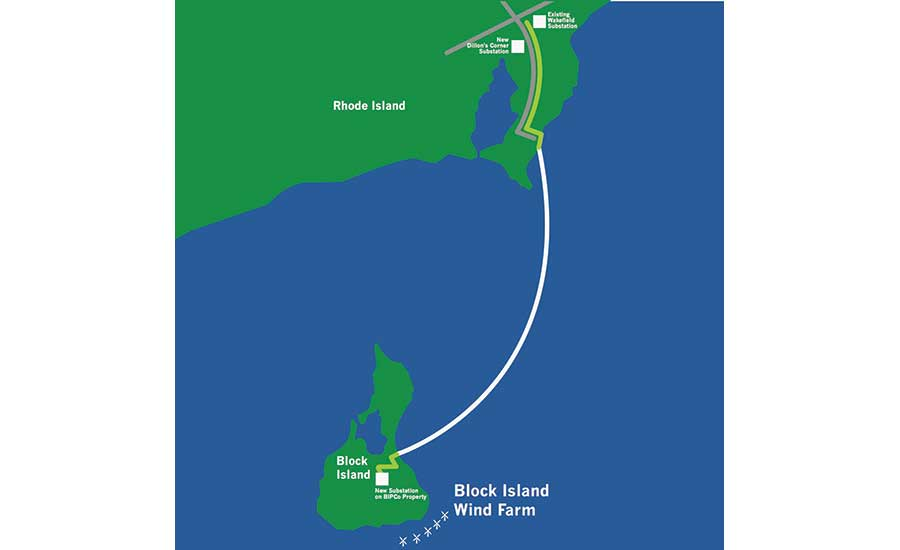 Existing
Wakefield
Substation
New
Dillon's Corner
Substation
Rhode Island
Block
Island
New Substation
on BIPCo Property
Block Island
Wind Farm